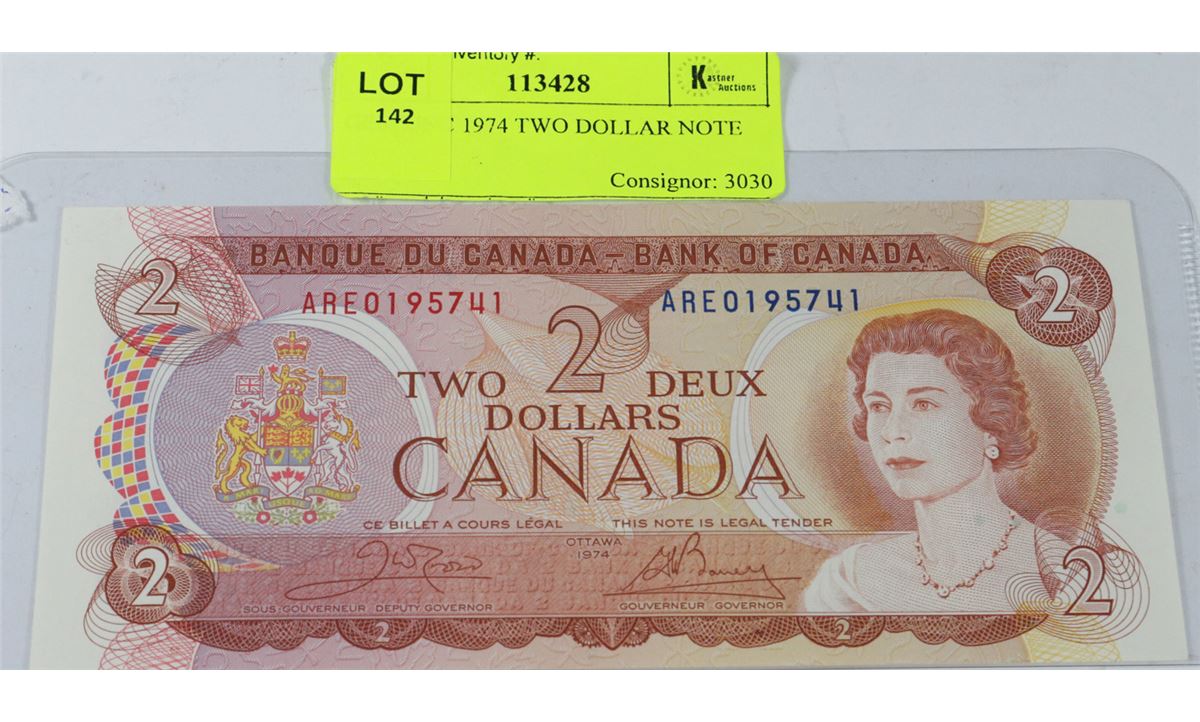 LOT
142
113428
Kastner
Auctions
1974 TWO DOLLAR NOTE
Consignor: 3030
BANQUE DU CANADA – BANK OF CANADA
2
2
ARE0195741
ARE0195741
2
TWO DEUX
DOLLARS
CANADA
CE BILLET A COURS LÉGAL
THIS NOTE IS LEGAL TENDER
OTTAWA
1974
2
2
SOUS-GOUVERNEUR DEPUTY GOVERNOR
GOUVERNEUR GOVERNOR
2
2